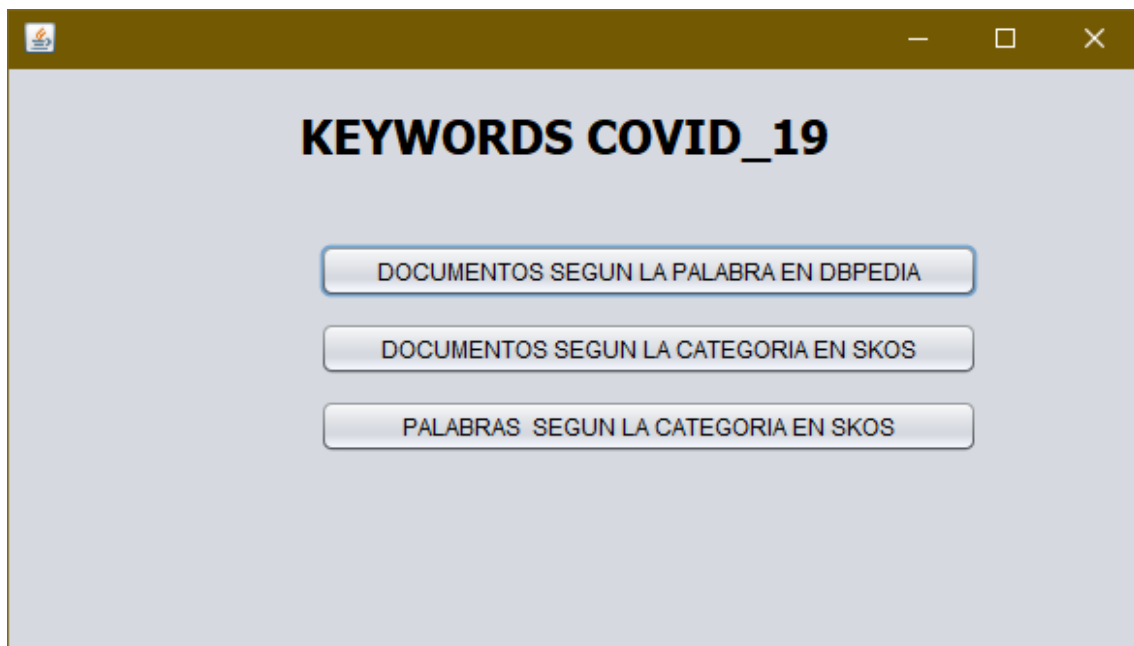 KEYWORDS COVID_19
DOCUMENTOS SEGUN LA PALABRA EN DBPEDIA
DOCUMENTOS SEGUN LA CATEGORIA EN SKOS
PALABRAS  SEGUN LA CATEGORIA EN SKOS